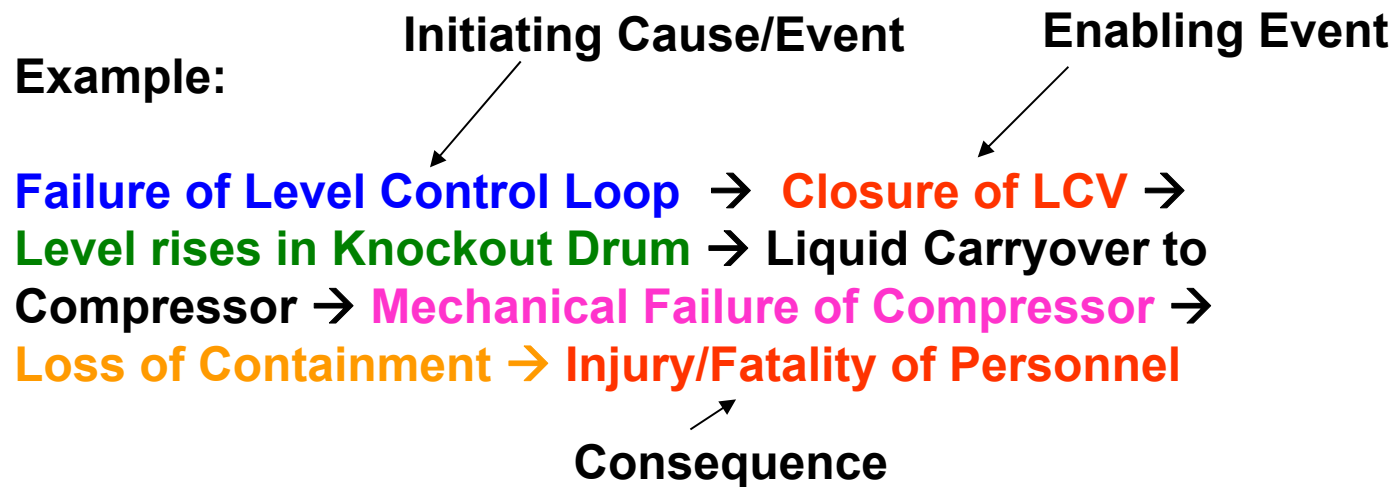 Initiating Cause/Event
Enabling Event
Example:
Failure of Level Control Loop → Closure of LCV →
Level rises in Knockout Drum → Liquid Carryover to
Compressor → Mechanical Failure of Compressor →
Loss of Containment → Injury/Fatality of Personnel
Consequence